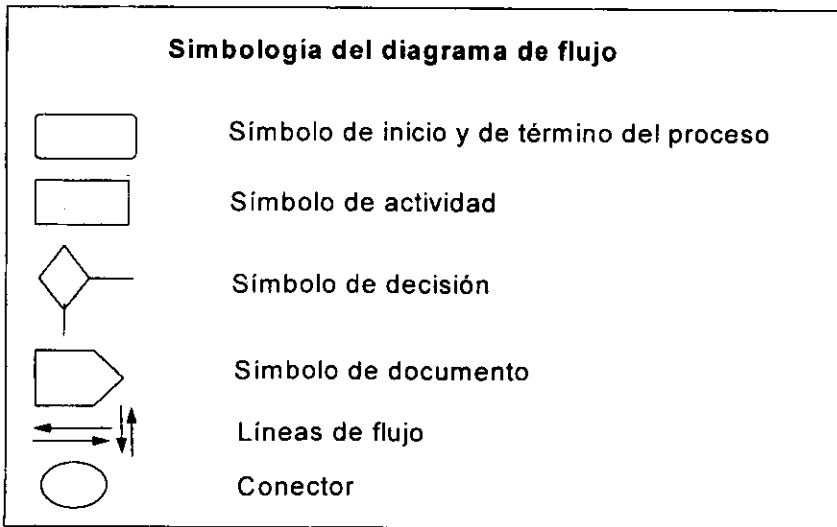 Simbología del diagrama de flujo
Símbolo de inicio y de término del proceso
Símbolo de actividad
Símbolo de decisión
Símbolo de documento
Líneas de flujo
Conector